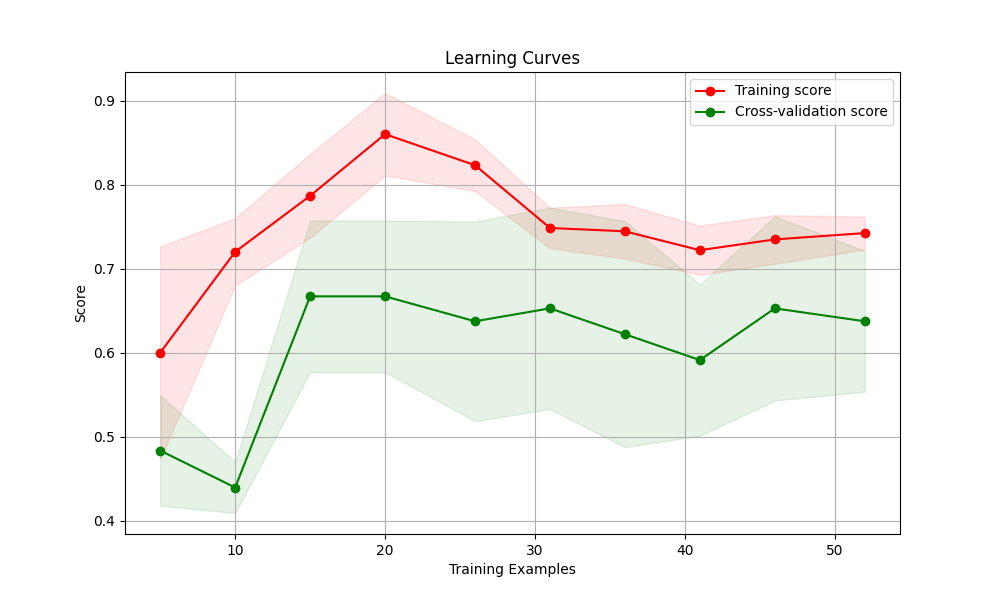 Learning Curves
Training score
Cross-validation score
0.9
0.8
0.7
0.6
0.5
0.4
Score
10 20 30 40 50
Training Examples